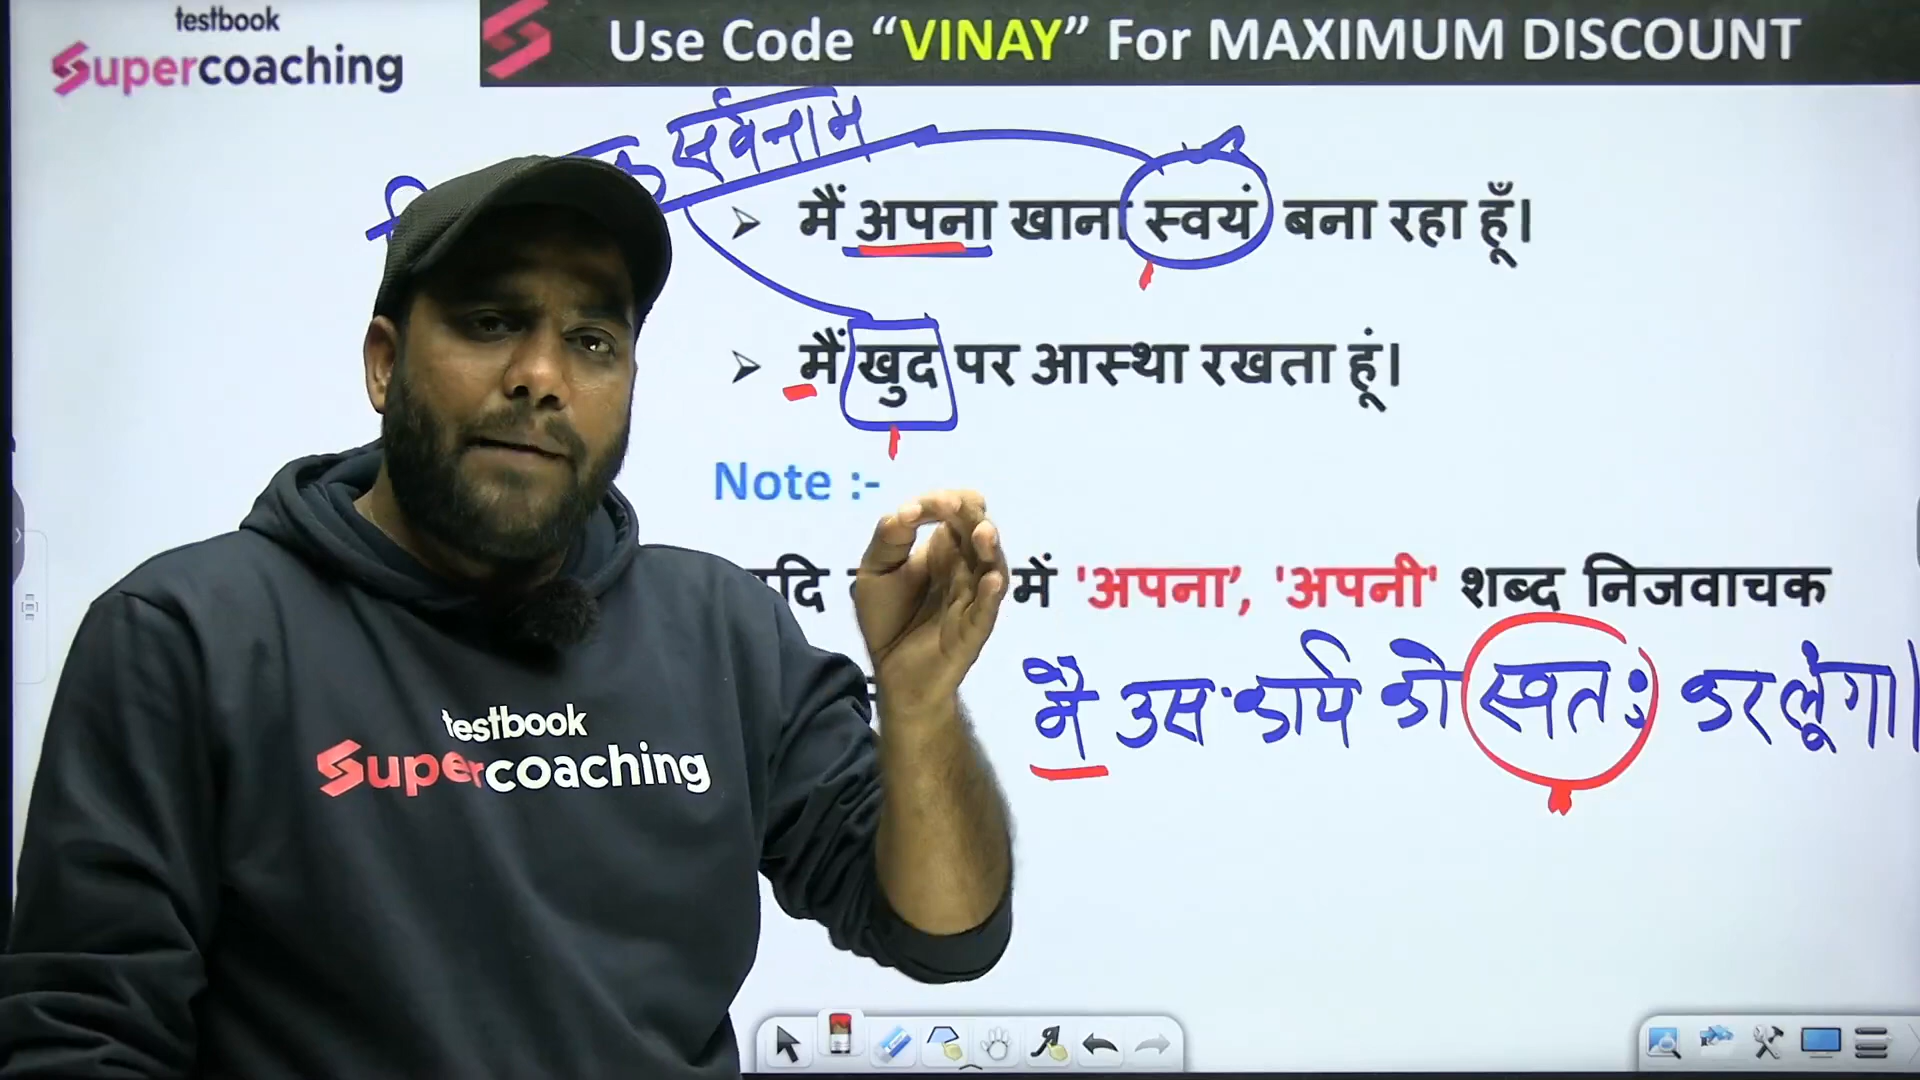 testbook
Supercoaching
Use Code “VINAY” For MAXIMUM DISCOUNT
सर्वनाम
➢ मैं अपना खाना स्वयं बना रहा हूँ।
➢ मैं खुद पर आस्था रखता हूं।
Note :-
में 'अपना’, 'अपनी' शब्द निजवाचक
मैं उस कार्य को स्वत: कर लूंगा।
testbook
Supercoaching